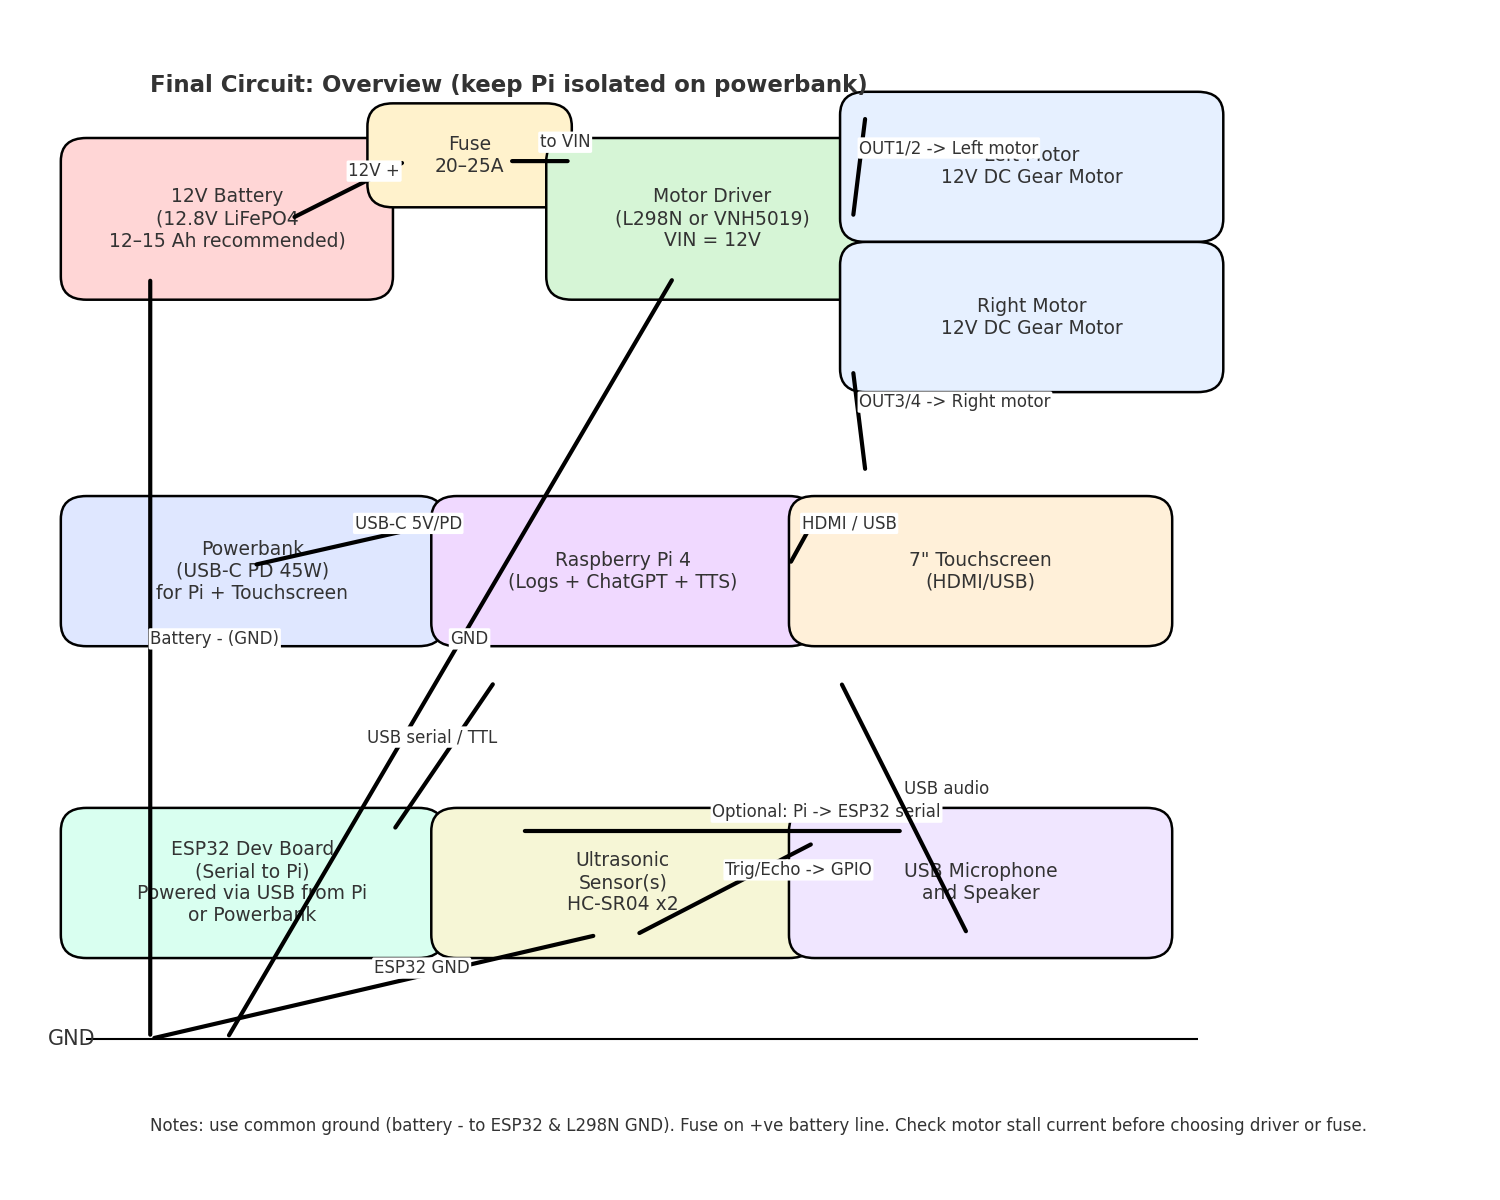 Final Circuit: Overview (keep Pi isolated on powerbank)
12V Battery
(12.8V LiFePO4
12–15 Ah recommended)
12V +
Fuse
20–25A
to VIN
Motor Driver
(L298N or VNH5019)
VIN = 12V
OUT1/2 -> Left motor
Left Motor
12V DC Gear Motor
Right Motor
12V DC Gear Motor
OUT3/4 -> Right motor
Powerbank
(USB-C PD 45W)
for Pi + Touchscreen
USB-C 5V/PD
Battery - (GND)
Raspberry Pi 4
(Logs + ChatGPT + TTS)
GND
HDMI / USB
7" Touchscreen
(HDMI/USB)
USB serial / TTL
USB audio
Optional: Pi -> ESP32 serial
ESP32 Dev Board
(Serial to Pi)
Powered via USB from Pi
or Powerbank
Ultrasonic
Sensor(s)
HC-SR04 x2
Trig/Echo -> GPIO
USB Microphone
and Speaker
ESP32 GND
GND
Notes: use common ground (battery - to ESP32 & L298N GND). Fuse on +ve battery line. Check motor stall current before choosing driver or fuse.